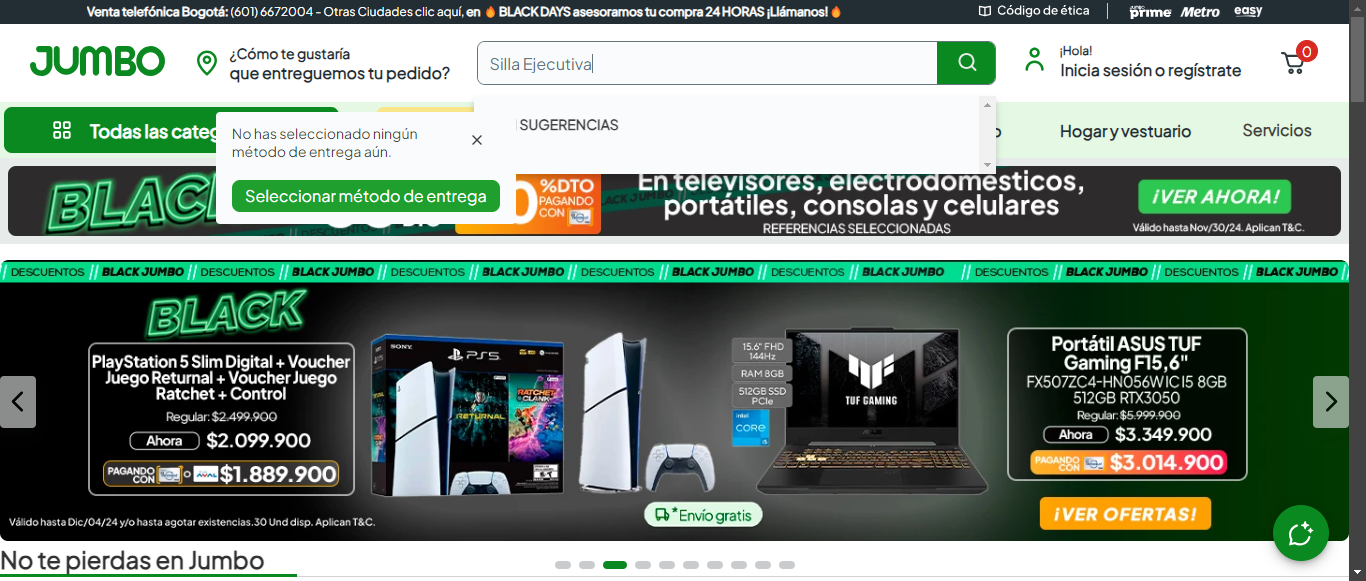 Venta telefónica Bogotá: (601) 6672004 - Otras Ciudades clic aquí, en 🔥 BLACK DAYS asesoramos tu compra 24 HORAS ¡Llámanos! 🔥
Código de ética
jumbo prime
Metro
easy
JUMBO
¿Cómo te gustaría
que entreguemos tu pedido?
Silla Ejecutiva
¡Hola!
Inicia sesión o regístrate
0
Todas las categ
SUGERENCIAS
Hogar y vestuario
Servicios
No has seleccionado ningún
método de entrega aún.
Seleccionar método de entrega
BLACK
%DTO
PAGANDO
CON
En televisores, electrodomésticos,
portátiles, consolas y celulares
REFERENCIAS SELECCIONADAS
¡VER AHORA!
Válido hasta Nov/30/24. Aplican T&C.
// DESCUENTOS // BLACK JUMBO // DESCUENTOS // BLACK JUMBO // DESCUENTOS // BLACK JUMBO // DESCUENTOS // BLACK JUMBO // DESCUENTOS // BLACK JUMBO // DESCUENTOS // BLACK JUMBO // DESCUENTOS // BLACK JUMBO //
BLACK
PlayStation 5 Slim Digital + Voucher
Juego Returnal + Voucher Juego
Ratchet + Control
Regular: $2.499.900
Ahora $2.099.900
PAGANDO
CON
o
AVAL
$1.889.900
Válido hasta Dic/04/24 y/o hasta agotar existencias.30 Und disp. Aplican T&C.
SONY
PS5
RETURNAL
RATCHET
CLANK
15.6" FHD
144Hz
RAM 8GB
512GB SSD
PCIe
intel
CORE
i5
TUF GAMING
*Envío gratis
Portátil ASUS TUF
Gaming F15,6"
FX507ZC4-HN056W IC I5 8GB
512GB RTX3050
Regular: $5.999.900
Ahora $3.349.900
PAGANDO
CON
$3.014.900
¡VER OFERTAS!
No te pierdas en Jumbo